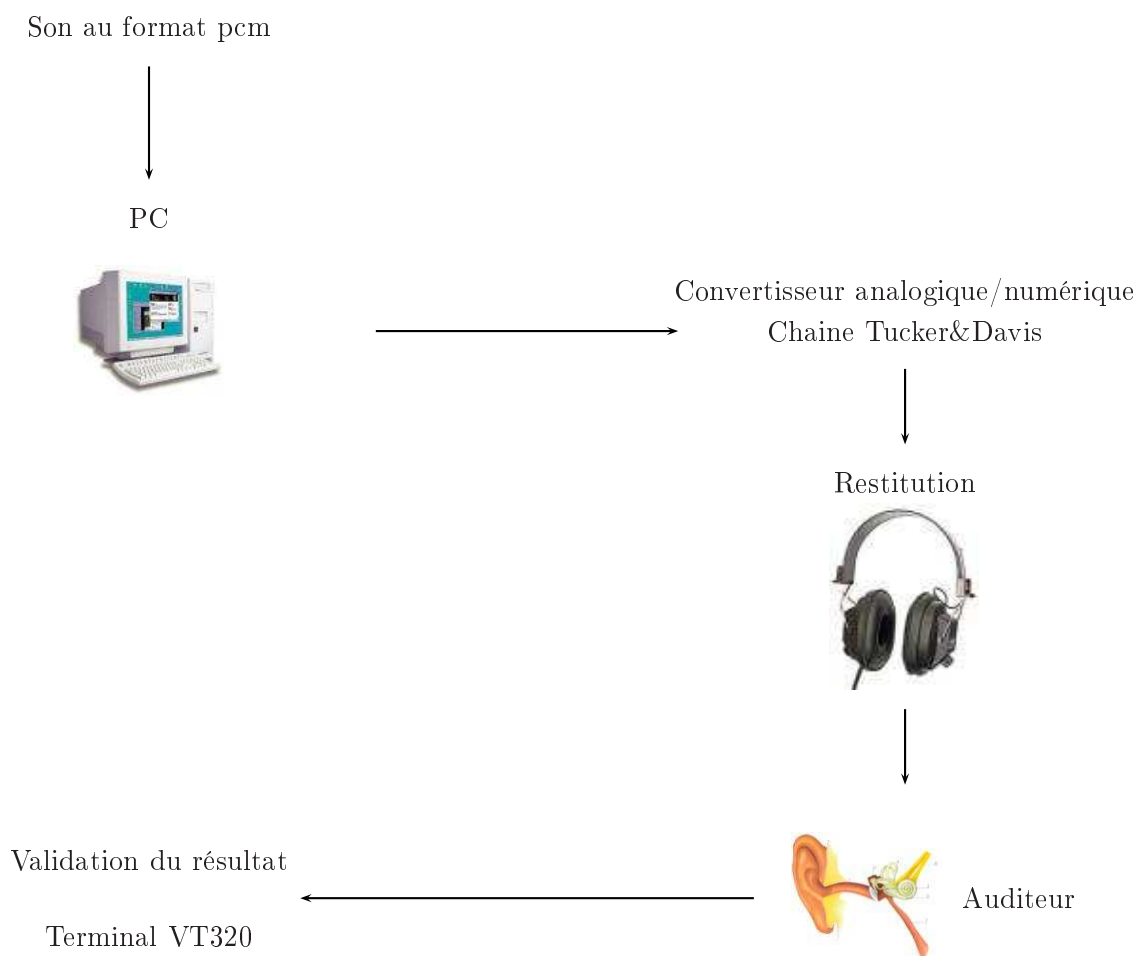 Son au format pcm
PC
Convertisseur analogique/numérique
Chaine Tucker&Davis
Restitution
Validation du résultat
Auditeur
Terminal VT320